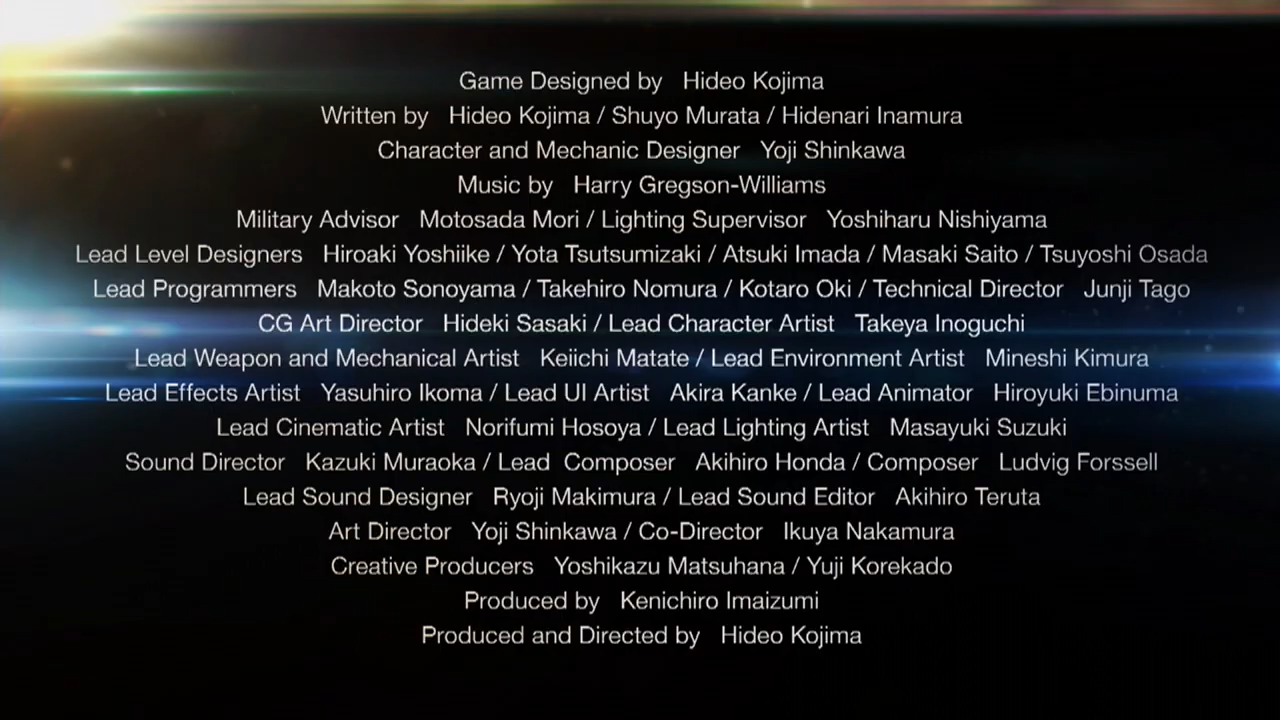 Game Designed by Hideo Kojima
Written by Hideo Kojima / Shuyo Murata / Hidenari Inamura
Character and Mechanic Designer Yoji Shinkawa
Music by Harry Gregson-Williams
Military Advisor Motosada Mori / Lighting Supervisor Yoshiharu Nishiyama
Lead Level Designers Hiroaki Yoshiike / Yota Tsutsumizaki / Atsuki Imada / Masaki Saito / Tsuyoshi Osada
Lead Programmers Makoto Sonoyama / Takehiro Nomura / Kotaro Oki / Technical Director Junji Tago
CG Art Director Hideki Sasaki / Lead Character Artist Takeya Inoguchi
Lead Weapon and Mechanical Artist Keiichi Matate / Lead Environment Artist Mineshi Kimura
Lead Effects Artist Yasuhiro Ikoma / Lead UI Artist Akira Kanke / Lead Animator Hiroyuki Ebinuma
Lead Cinematic Artist Norifumi Hosoya / Lead Lighting Artist Masayuki Suzuki
Sound Director Kazuki Muraoka / Lead Composer Akihiro Honda / Composer Ludvig Forssell
Lead Sound Designer Ryoji Makimura / Lead Sound Editor Akihiro Teruta
Art Director Yoji Shinkawa / Co-Director Ikuya Nakamura
Creative Producers Yoshikazu Matsuhana / Yuji Korekado
Produced by Kenichiro Imaizumi
Produced and Directed by Hideo Kojima